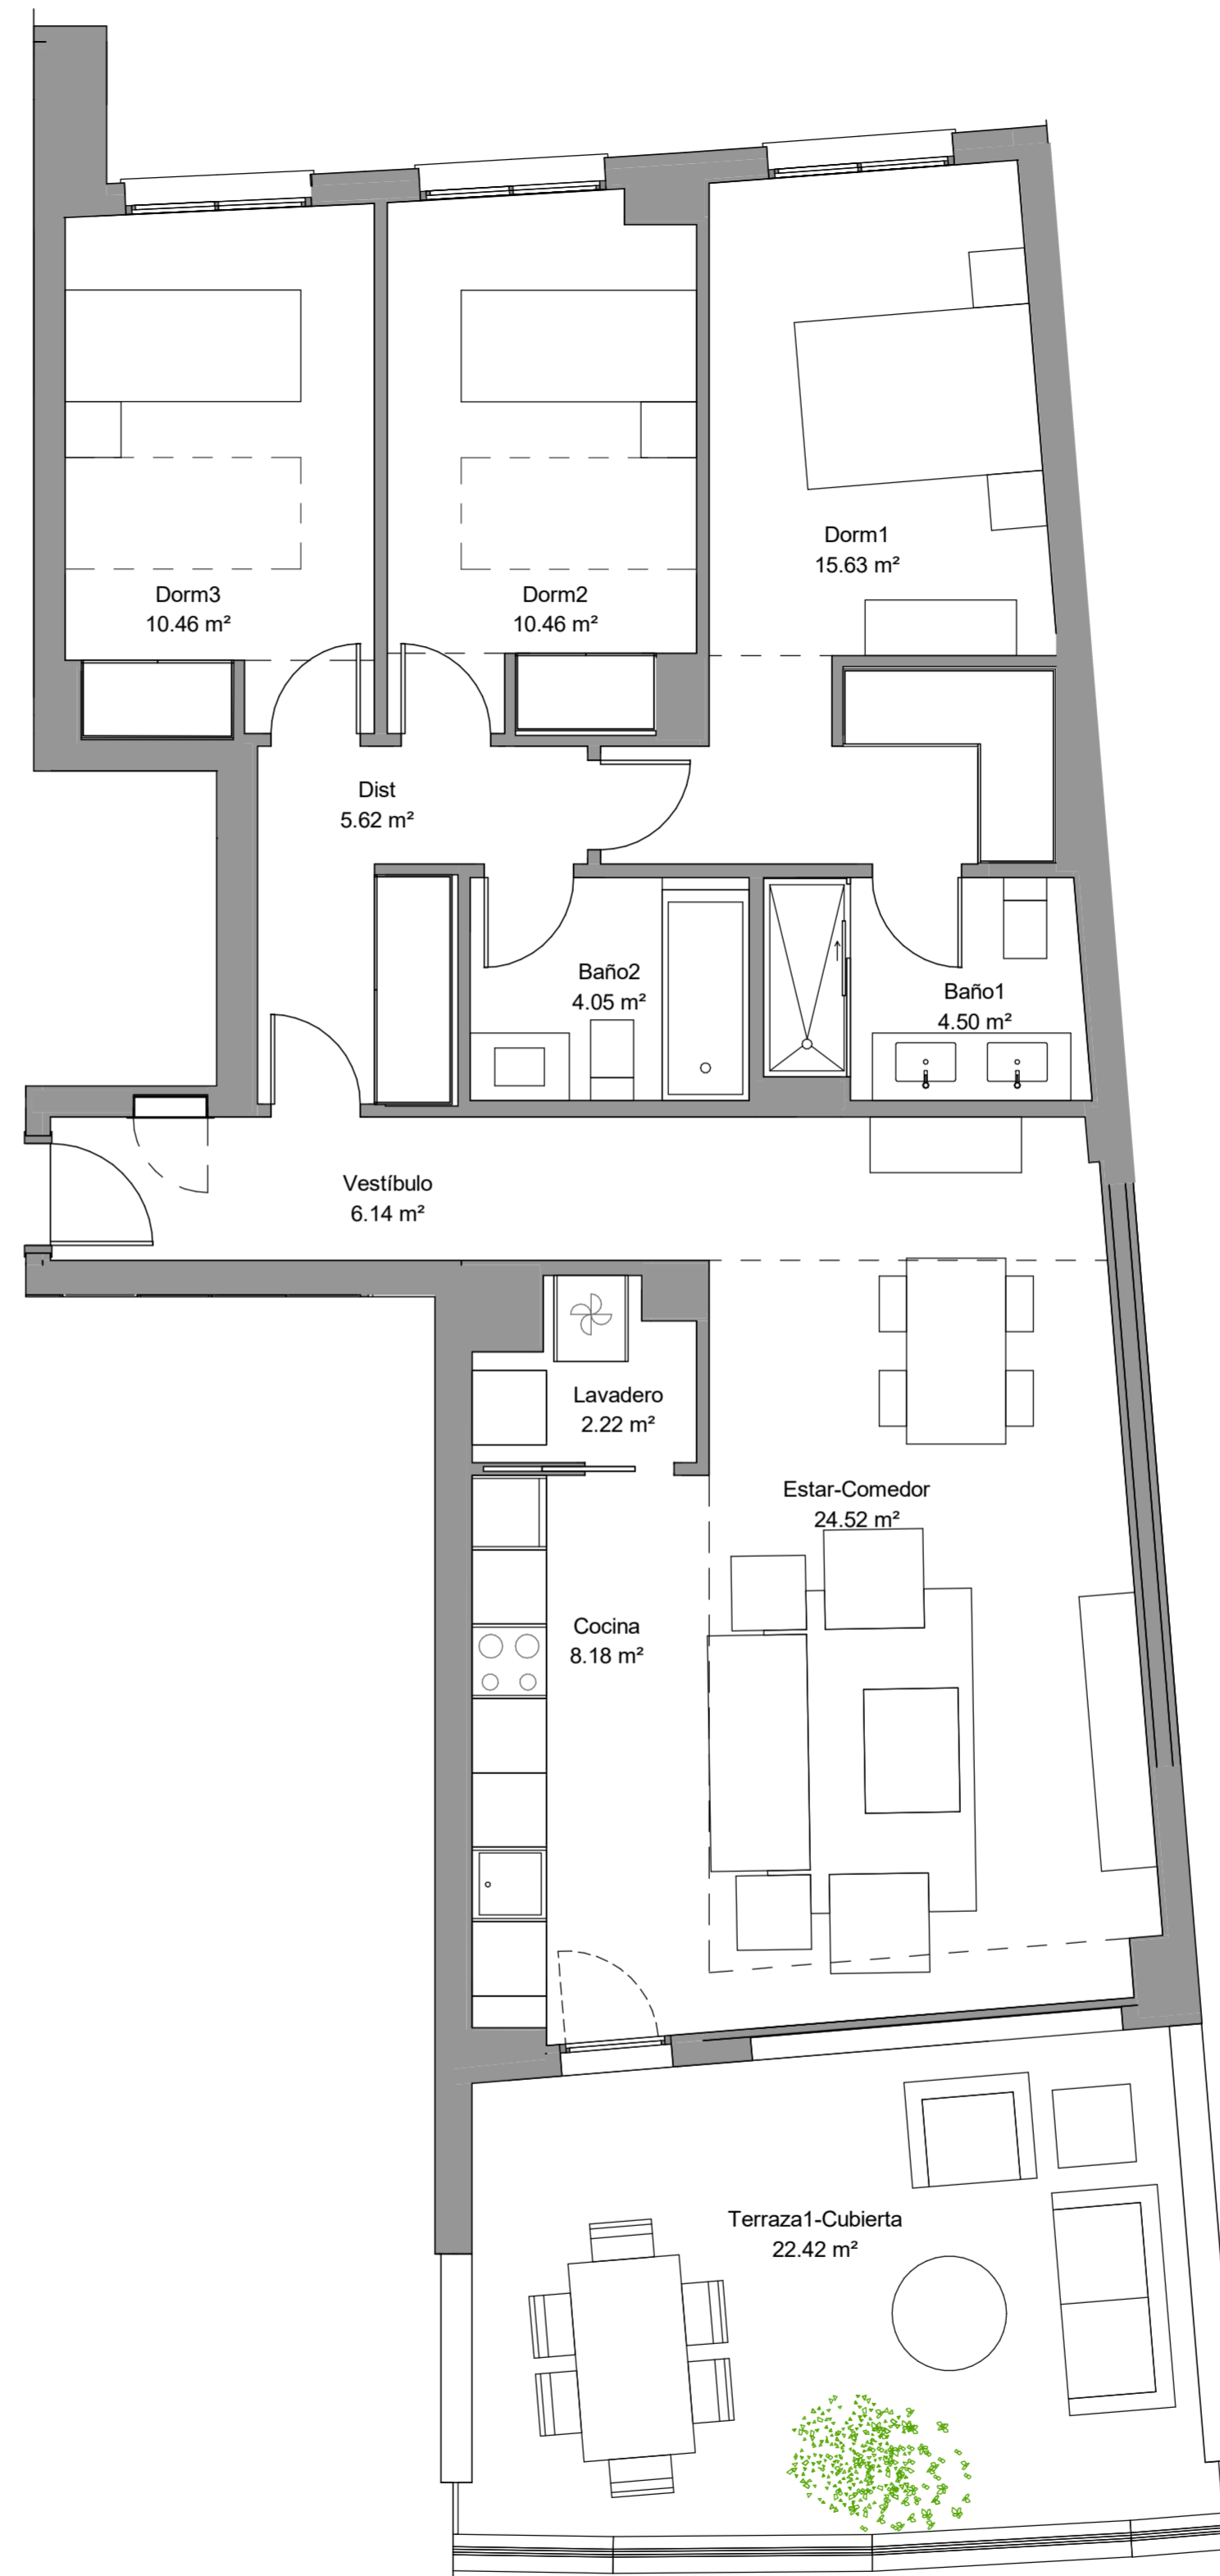 Dorm1
15.63 m²
Dorm3
10.46 m²
Dorm2
10.46 m²
Dist
5.62 m²
Baño2
4.05 m²
Baño1
4.50 m²
Vestíbulo
6.14 m²
Lavadero
2.22 m²
Estar-Comedor
24.52 m²
Cocina
8.18 m²
Terraza1-Cubierta
22.42 m²